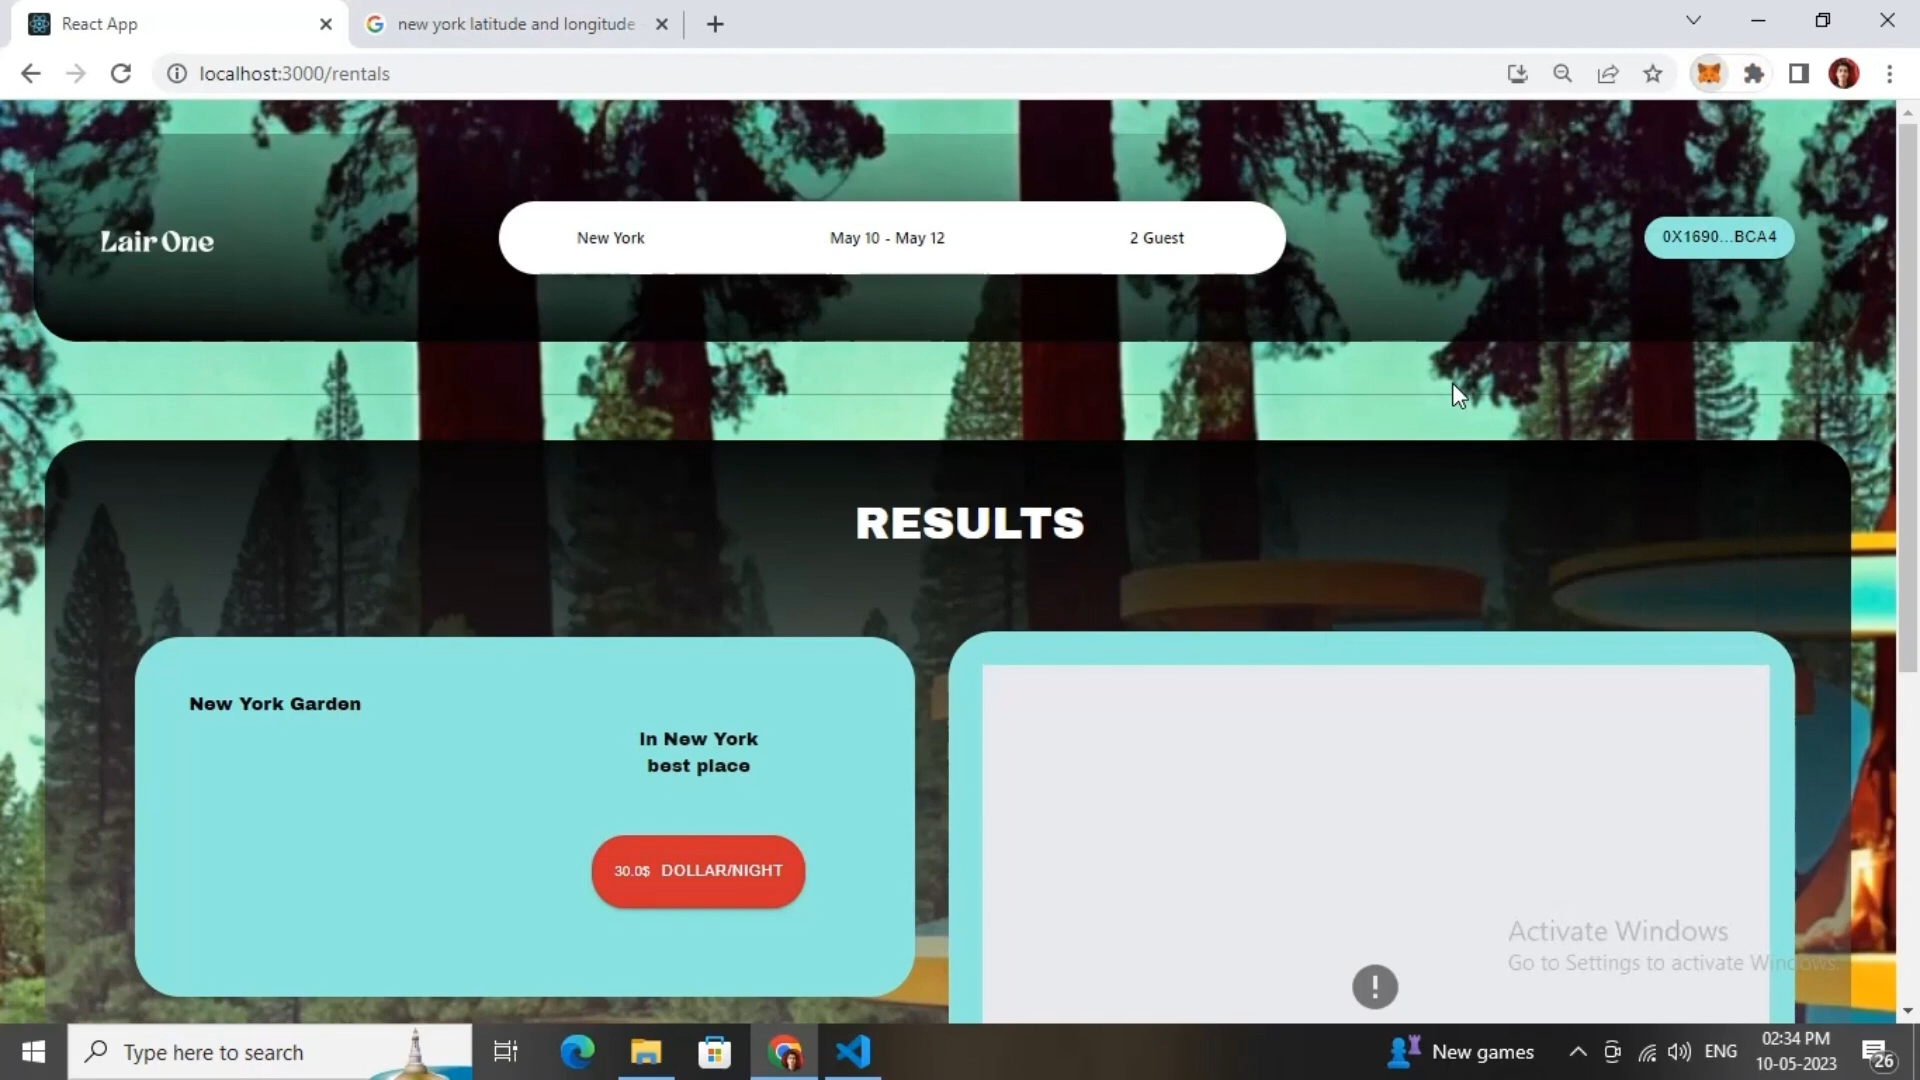 React App
new york latitude and longitude
localhost:3000/rentals
Lair One
New York
May 10 - May 12
2 Guest
0X1690...BCA4
RESULTS
New York Garden
In New York
best place
30.0$ DOLLAR/NIGHT
Activate Windows
Go to Settings to activate Windows.
Type here to search
New games
ENG
02:34 PM
10-05-2023
26